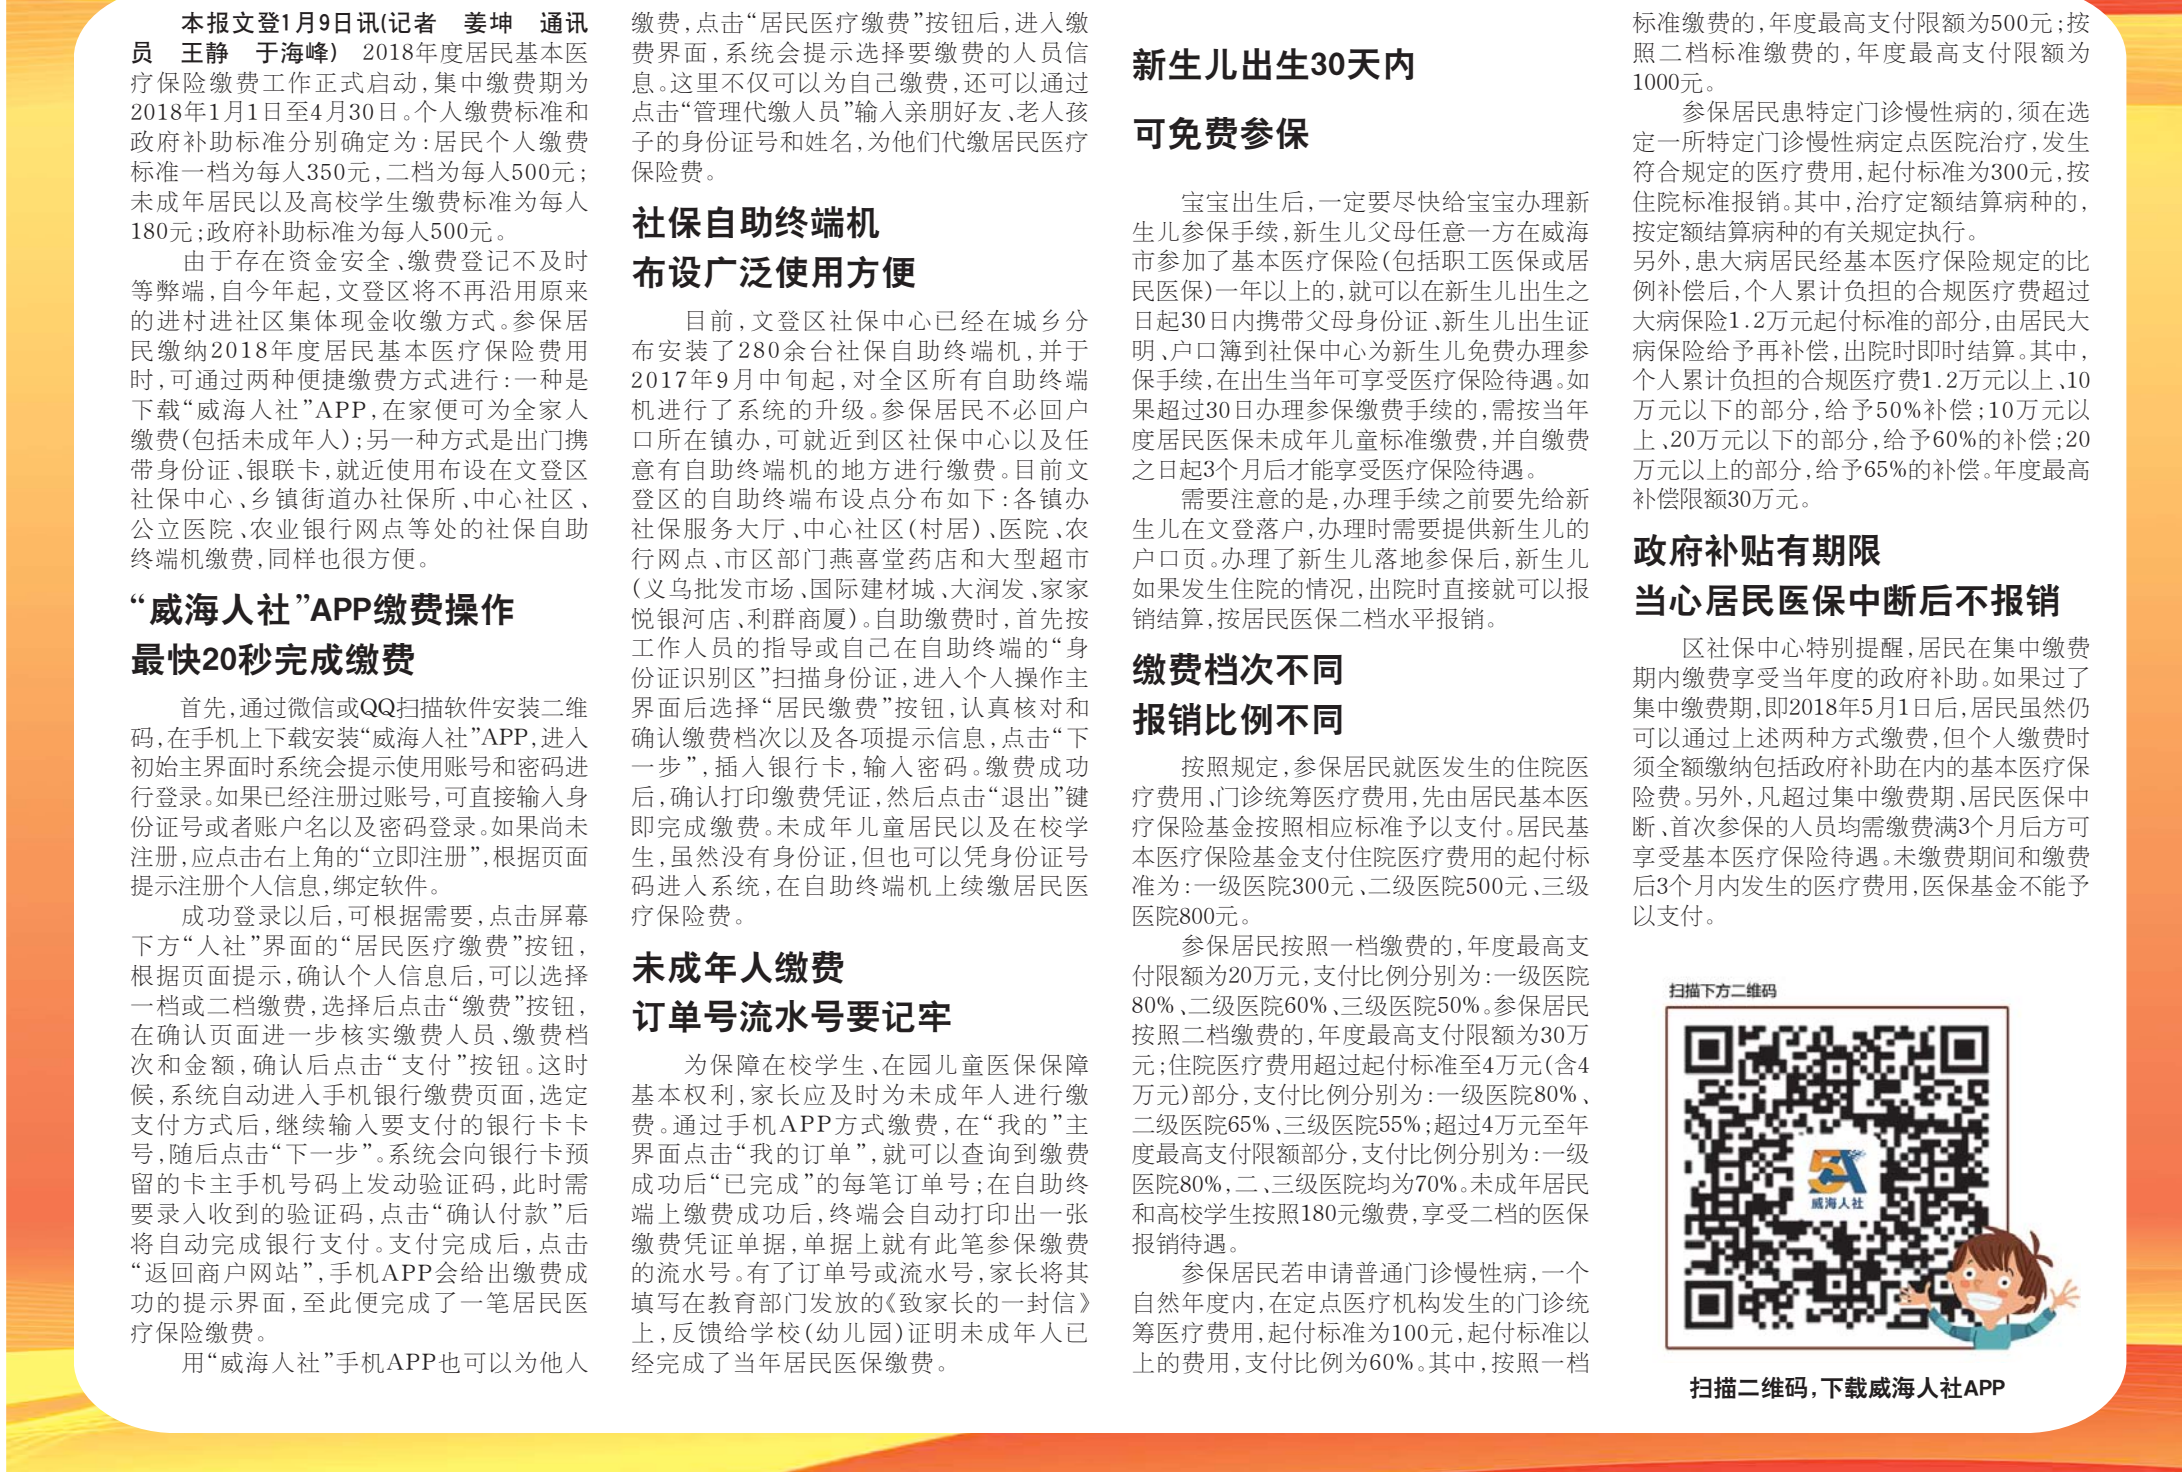 本报文登1月9日讯(记者 姜坤 通讯
员 王静 于海峰) 2018年度居民基本医
疗保险缴费工作正式启动,集中缴费期为
2018年1月1日至4月30日。个人缴费标准和
政府补助标准分别确定为:居民个人缴费
标准一档为每人350元,二档为每人500元;
未成年居民以及高校学生缴费标准为每人
180元;政府补助标准为每人500元。
由于存在资金安全、缴费登记不及时
等弊端,自今年起,文登区将不再沿用原来
的进村进社区集体现金收缴方式。参保居
民缴纳2018年度居民基本医疗保险费用
时,可通过两种便捷缴费方式进行:一种是
下载“威海人社”APP,在家便可为全家人
缴费(包括未成年人);另一种方式是出门携
带身份证、银联卡,就近使用布设在文登区
社保中心、乡镇街道办社保所、中心社区、
公立医院、农业银行网点等处的社保自助
终端机缴费,同样也很方便。
“威海人社”APP缴费操作
最快20秒完成缴费
首先,通过微信或QQ扫描软件安装二维
码,在手机上下载安装“威海人社”APP,进入
初始主界面时系统会提示使用账号和密码进
行登录。如果已经注册过账号,可直接输入身
份证号或者账户名以及密码登录。如果尚未
注册,应点击右上角的“立即注册”,根据页面
提示注册个人信息,绑定软件。
成功登录以后,可根据需要,点击屏幕
下方“人社”界面的“居民医疗缴费”按钮,
根据页面提示,确认个人信息后,可以选择
一档或二档缴费,选择后点击“缴费”按钮,
在确认页面进一步核实缴费人员、缴费档
次和金额,确认后点击“支付”按钮。这时
候,系统自动进入手机银行缴费页面,选定
支付方式后,继续输入要支付的银行卡卡
号,随后点击“下一步”。系统会向银行卡预
留的卡主手机号码上发动验证码,此时需
要录入收到的验证码,点击“确认付款”后
将自动完成银行支付。支付完成后,点击
“返回商户网站”,手机APP会给出缴费成
功的提示界面,至此便完成了一笔居民医
疗保险缴费。
用“威海人社”手机APP也可以为他人
缴费,点击“居民医疗缴费”按钮后,进入缴
费界面,系统会提示选择要缴费的人员信
息。这里不仅可以为自己缴费,还可以通过
点击“管理代缴人员”输入亲朋好友、老人孩
子的身份证号和姓名,为他们代缴居民医疗
保险费。
社保自助终端机
布设广泛使用方便
目前,文登区社保中心已经在城乡分
布安装了280余台社保自助终端机,并于
2017年9月中旬起,对全区所有自助终端
机进行了系统的升级。参保居民不必回户
口所在镇办,可就近到区社保中心以及任
意有自助终端机的地方进行缴费。目前文
登区的自助终端布设点分布如下:各镇办
社保服务大厅、中心社区(村居)、医院、农
行网点、市区部门燕喜堂药店和大型超市
(义乌批发市场、国际建材城、大润发、家家
悦银河店、利群商厦)。自助缴费时,首先按
工作人员的指导或自己在自助终端的“身
份证识别区”扫描身份证,进入个人操作主
界面后选择“居民缴费”按钮,认真核对和
确认缴费档次以及各项提示信息,点击“下
一步”,插入银行卡,输入密码。缴费成功
后,确认打印缴费凭证,然后点击“退出”键
即完成缴费。未成年儿童居民以及在校学
生,虽然没有身份证,但也可以凭身份证号
码进入系统,在自助终端机上续缴居民医
疗保险费。
未成年人缴费
订单号流水号要记牢
为保障在校学生、在园儿童医保保障
基本权利,家长应及时为未成年人进行缴
费。通过手机APP方式缴费,在“我的”主
界面点击“我的订单”,就可以查询到缴费
成功后“已完成”的每笔订单号;在自助终
端上缴费成功后,终端会自动打印出一张
缴费凭证单据,单据上就有此笔参保缴费
的流水号。有了订单号或流水号,家长将其
填写在教育部门发放的《致家长的一封信》
上,反馈给学校(幼儿园)证明未成年人已
经完成了当年居民医保缴费。
新生儿出生30天内
可免费参保
宝宝出生后,一定要尽快给宝宝办理新
生儿参保手续,新生儿父母任意一方在威海
市参加了基本医疗保险(包括职工医保或居
民医保)一年以上的,就可以在新生儿出生之
日起30日内携带父母身份证、新生儿出生证
明、户口簿到社保中心为新生儿免费办理参
保手续,在出生当年可享受医疗保险待遇。如
果超过30日办理参保缴费手续的,需按当年
度居民医保未成年儿童标准缴费,并自缴费
之日起3个月后才能享受医疗保险待遇。
需要注意的是,办理手续之前要先给新
生儿在文登落户,办理时需要提供新生儿的
户口页。办理了新生儿落地参保后,新生儿
如果发生住院的情况,出院时直接就可以报
销结算,按居民医保二档水平报销。
缴费档次不同
报销比例不同
按照规定,参保居民就医发生的住院医
疗费用、门诊统筹医疗费用,先由居民基本医
疗保险基金按照相应标准予以支付。居民基
本医疗保险基金支付住院医疗费用的起付标
准为:一级医院300元、二级医院500元、三级
医院800元。
参保居民按照一档缴费的,年度最高支
付限额为20万元,支付比例分别为:一级医院
80%、二级医院60%、三级医院50%。参保居民
按照二档缴费的,年度最高支付限额为30万
元;住院医疗费用超过起付标准至4万元(含4
万元)部分,支付比例分别为:一级医院80%、
二级医院65%、三级医院55%;超过4万元至年
度最高支付限额部分,支付比例分别为:一级
医院80%,二、三级医院均为70%。未成年居民
和高校学生按照180元缴费,享受二档的医保
报销待遇。
参保居民若申请普通门诊慢性病,一个
自然年度内,在定点医疗机构发生的门诊统
筹医疗费用,起付标准为100元,起付标准以
上的费用,支付比例为60%。其中,按照一档
标准缴费的,年度最高支付限额为500元;按
照二档标准缴费的,年度最高支付限额为
1000元。
参保居民患特定门诊慢性病的,须在选
定一所特定门诊慢性病定点医院治疗,发生
符合规定的医疗费用,起付标准为300元,按
住院标准报销。其中,治疗定额结算病种的,
按定额结算病种的有关规定执行。
另外,患大病居民经基本医疗保险规定的比
例补偿后,个人累计负担的合规医疗费超过
大病保险1.2万元起付标准的部分,由居民大
病保险给予再补偿,出院时即时结算。其中,
个人累计负担的合规医疗费1.2万元以上、10
万元以下的部分,给予50%补偿;10万元以
上、20万元以下的部分,给予60%的补偿;20
万元以上的部分,给予65%的补偿。年度最高
补偿限额30万元。
政府补贴有期限
当心居民医保中断后不报销
区社保中心特别提醒,居民在集中缴费
期内缴费享受当年度的政府补助。如果过了
集中缴费期,即2018年5月1日后,居民虽然仍
可以通过上述两种方式缴费,但个人缴费时
须全额缴纳包括政府补助在内的基本医疗保
险费。另外,凡超过集中缴费期、居民医保中
断、首次参保的人员均需缴费满3个月后方可
享受基本医疗保险待遇。未缴费期间和缴费
后3个月内发生的医疗费用,医保基金不能予
以支付。
扫描下方二维码
威海人社
扫描二维码,下载威海人社APP